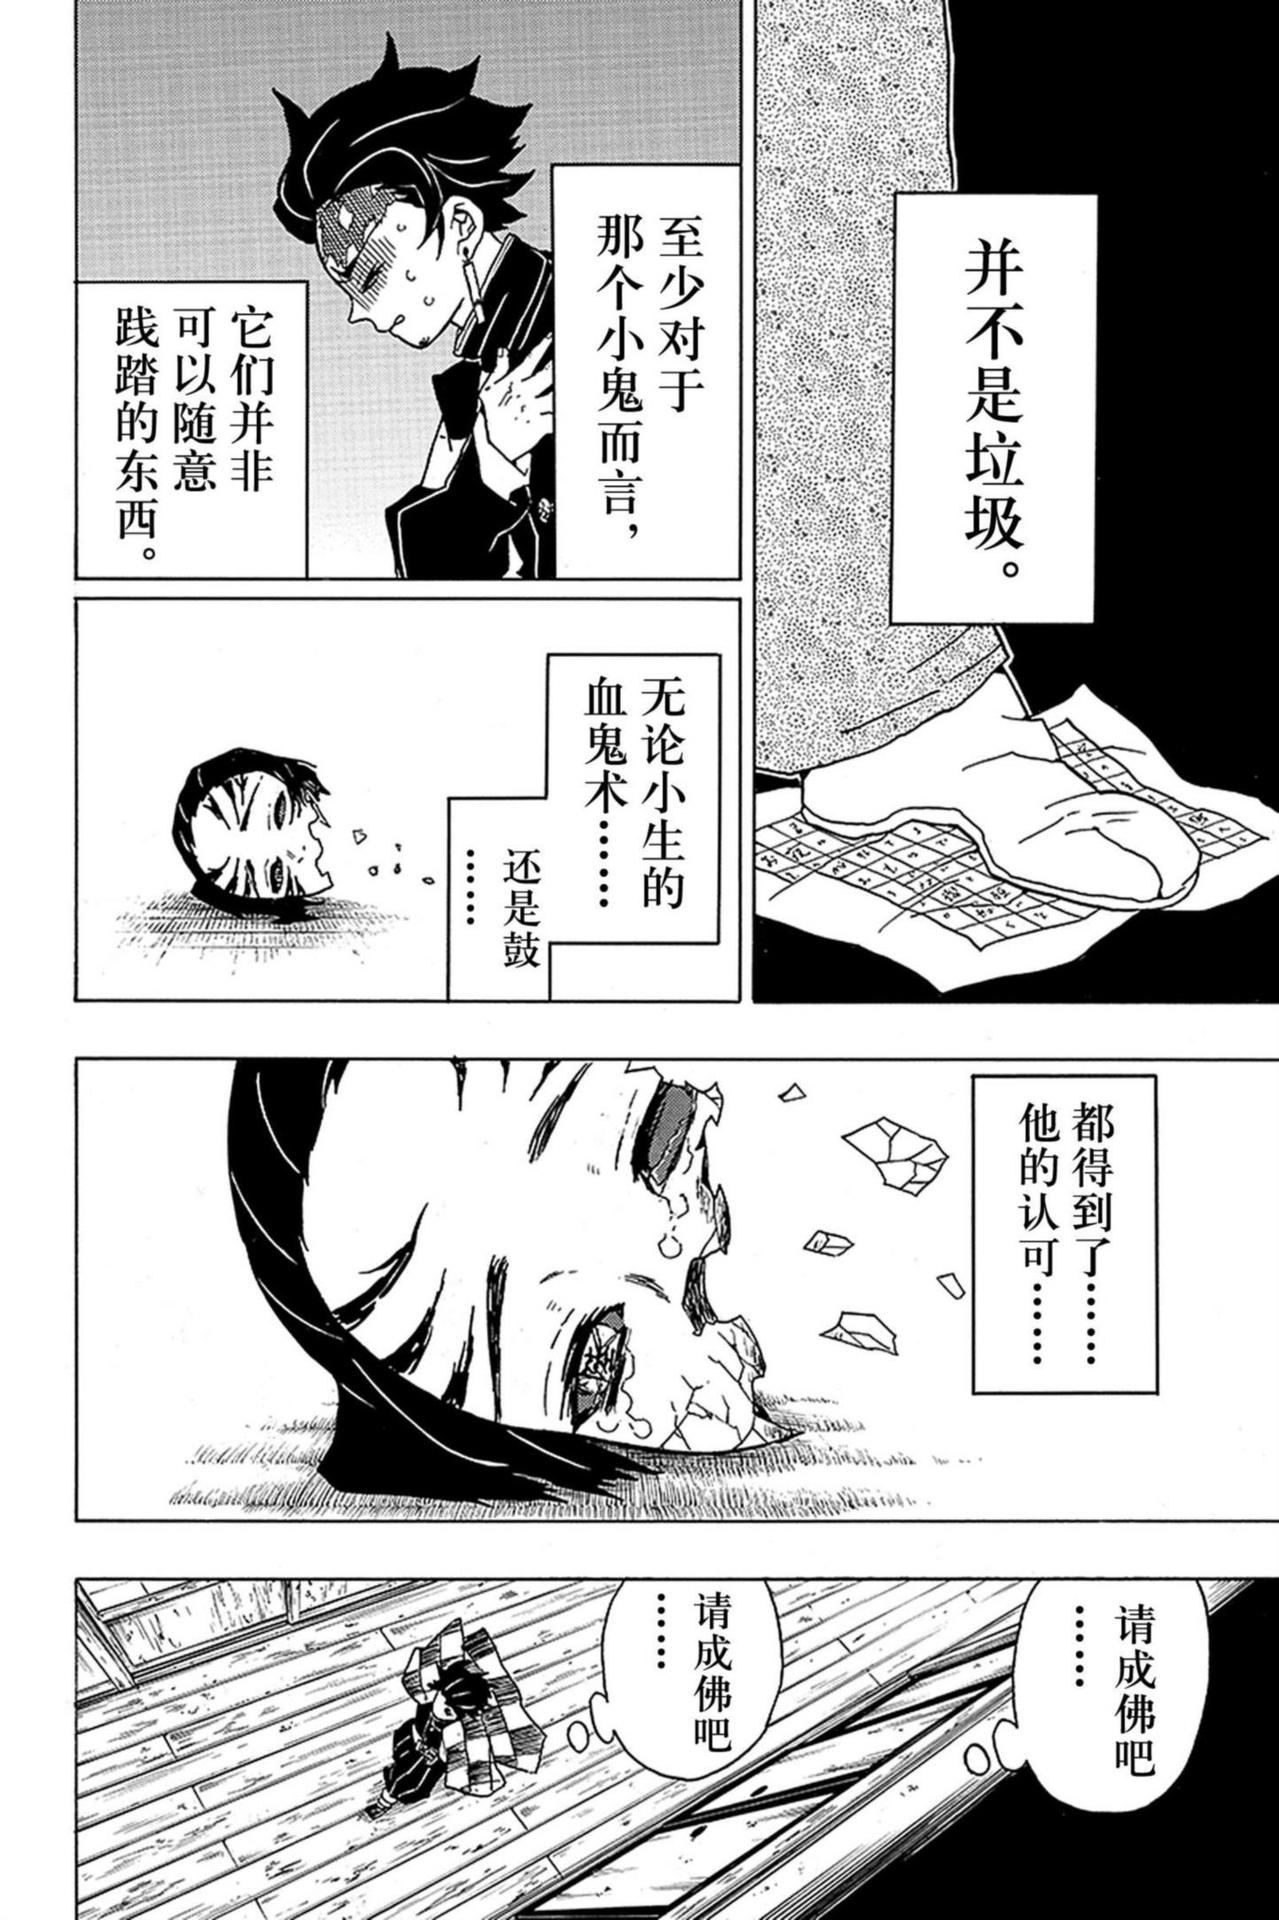 并不是垃圾。
至少对于
那个小鬼而言，
它们并非
可以随意
践踏的东西。
无论小生的
血鬼术……
还是鼓
……
都得到了……
他的认可……
请成佛吧
……
请成佛吧
……